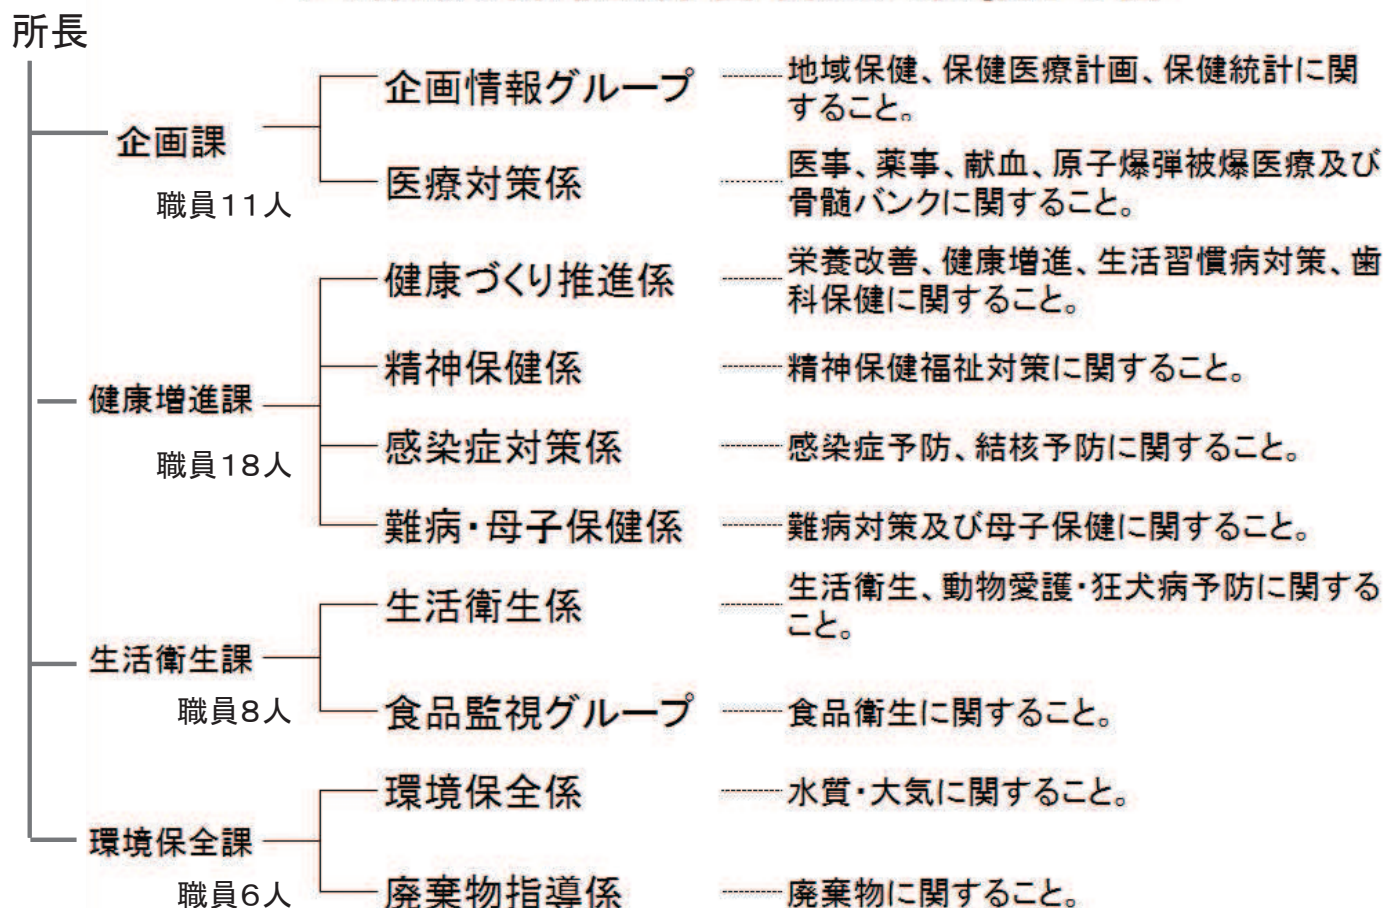 所長
企画課
職員11人
企画情報グループ
地域保健、保健医療計画、保健統計に関
すること。
医療対策係
医事、薬事、献血、原子爆弾被爆医療及び
骨髄バンクに関すること。
健康増進課
職員18人
健康づくり推進係
栄養改善、健康増進、生活習慣病対策、歯
科保健に関すること。
精神保健係
精神保健福祉対策に関すること。
感染症対策係
感染症予防、結核予防に関すること。
難病・母子保健係
難病対策及び母子保健に関すること。
生活衛生課
職員8人
生活衛生係
生活衛生、動物愛護・狂犬病予防に関する
こと。
食品監視グループ
食品衛生に関すること。
環境保全課
職員6人
環境保全係
水質・大気に関すること。
廃棄物指導係
廃棄物に関すること。